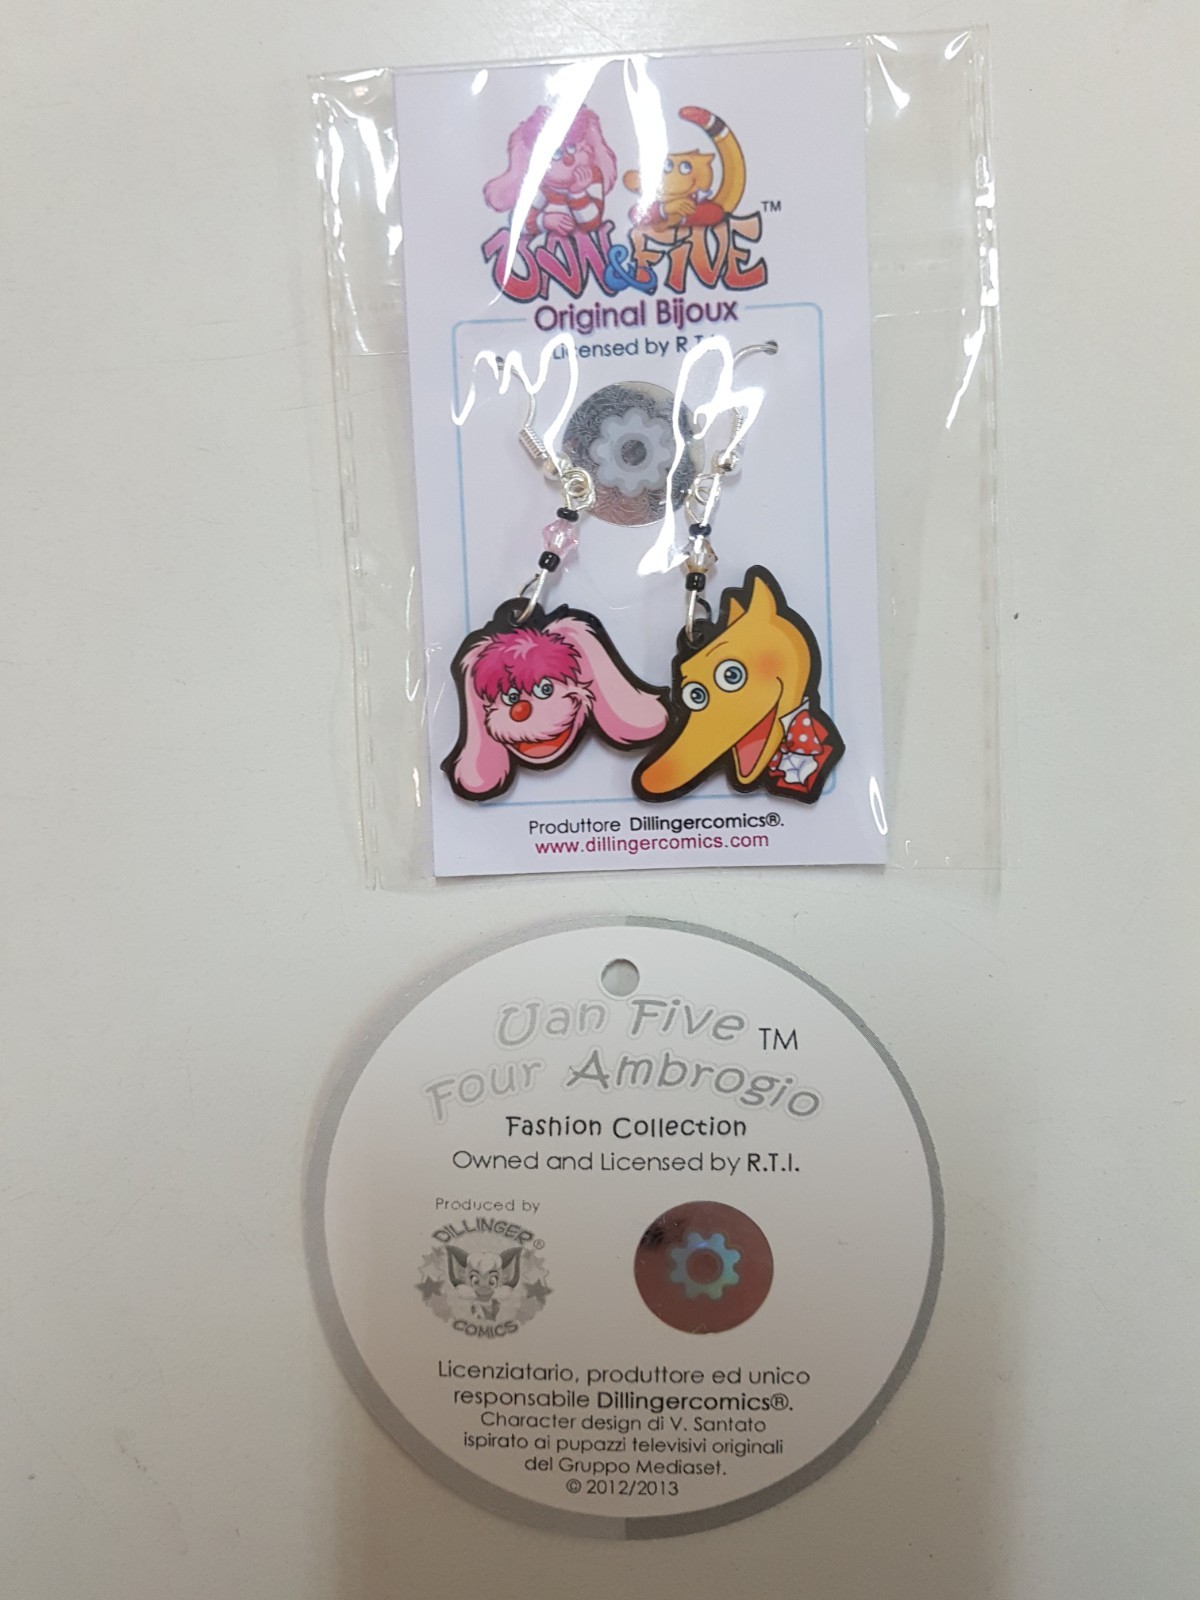 UAN & FIVE ™
Original Bijoux
Licensed by R.T.I.
Produttore Dillingercomics®.
www.dillingercomics.com
Uan Five TM
Four Ambrogio
Fashion Collection
Owned and Licensed by R.T.I.
Produced by
DILLINGER ®
COMICS
Licenziatario, produttore ed unico
responsabile Dillingercomics®.
Character design di V. Santato
ispirato ai pupazzi televisivi originali
del Gruppo Mediaset.
© 2012/2013